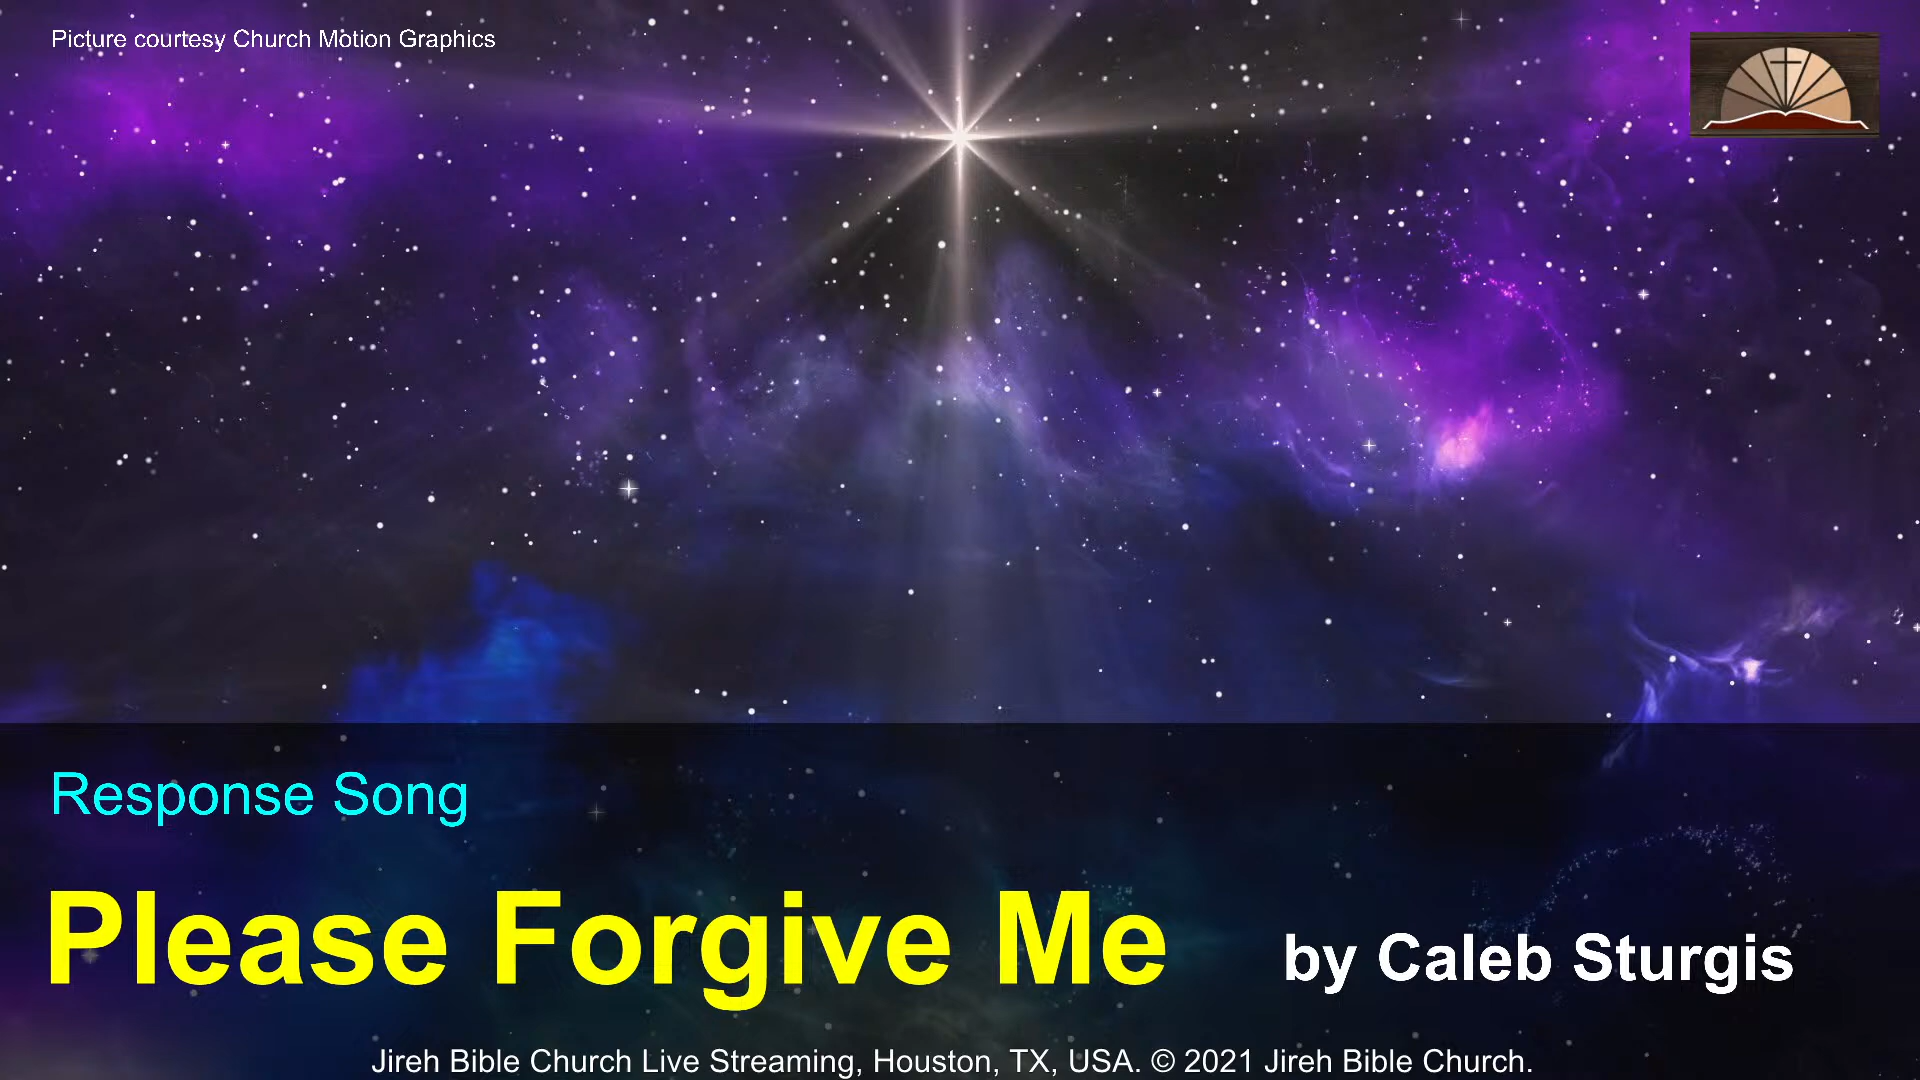 Picture courtesy Church Motion Graphics
Response Song
Please Forgive Me by Caleb Sturgis
Jireh Bible Church Live Streaming, Houston, TX, USA. © 2021 Jireh Bible Church.